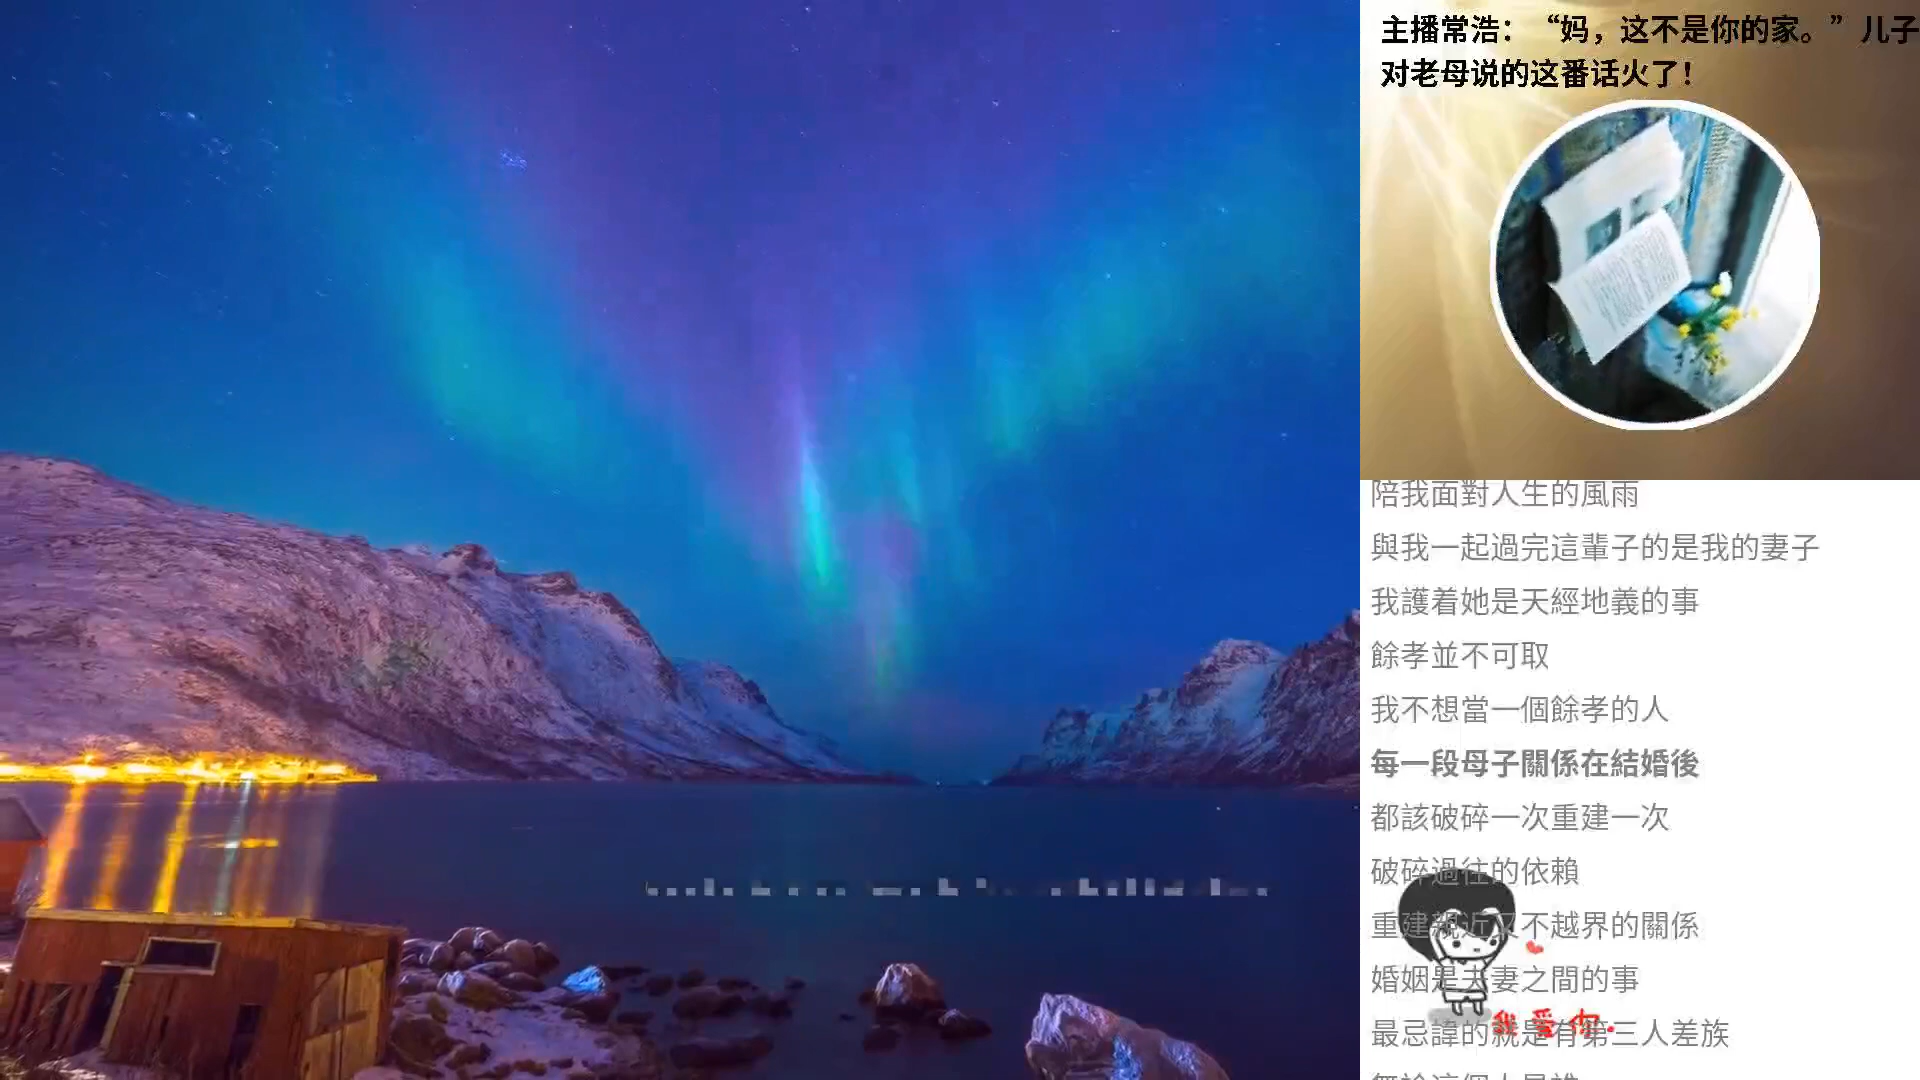 主播常浩：“妈，这不是你的家。”儿子
对老母说的这番话火了！
陪我面對人生的風雨
與我一起過完這輩子的是我的妻子
我護着她是天經地義的事
餘孝並不可取
我不想當一個餘孝的人
每一段母子關係在結婚後
都該破碎一次重建一次
破碎過往的依賴
重建親近又不越界的關係
婚姻是夫妻之間的事
我爱你.
最忌諱的就是有第三人差族